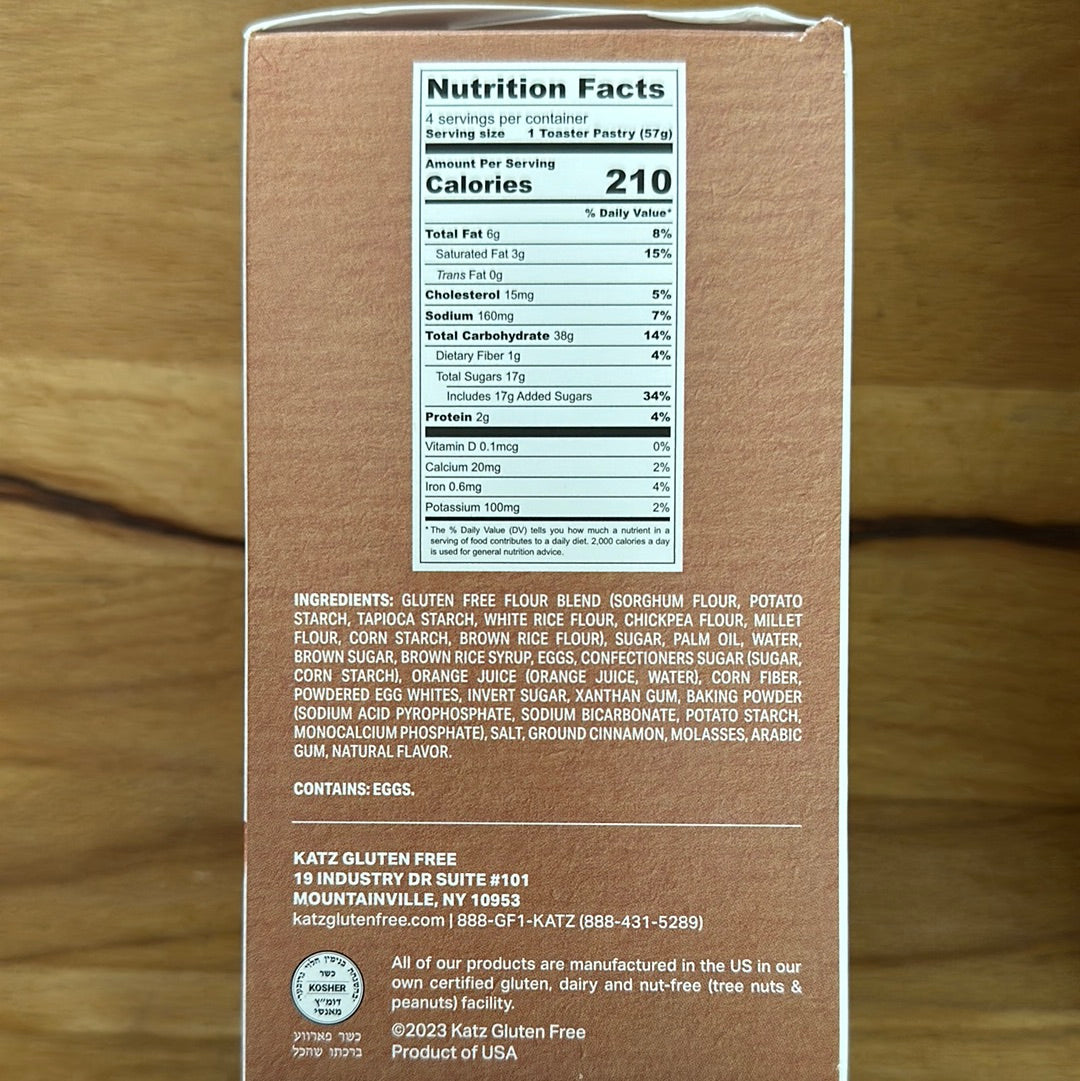 Nutrition Facts
4 servings per container
Serving size 1 Toaster Pastry (57g)
Amount Per Serving
Calories 210
% Daily Value*
Total Fat 6g 8%
Saturated Fat 3g 15%
Trans Fat 0g
Cholesterol 15mg 5%
Sodium 160mg 7%
Total Carbohydrate 38g 14%
Dietary Fiber 1g 4%
Total Sugars 17g
Includes 17g Added Sugars 34%
Protein 2g 4%
Vitamin D 0.1mcg 0%
Calcium 20mg 2%
Iron 0.6mg 4%
Potassium 100mg 2%
* The % Daily Value (DV) tells you how much a nutrient in a
serving of food contributes to a daily diet. 2,000 calories a day
is used for general nutrition advice.
INGREDIENTS: GLUTEN FREE FLOUR BLEND (SORGHUM FLOUR, POTATO
STARCH, TAPIOCA STARCH, WHITE RICE FLOUR, CHICKPEA FLOUR, MILLET
FLOUR, CORN STARCH, BROWN RICE FLOUR), SUGAR, PALM OIL, WATER,
BROWN SUGAR, BROWN RICE SYRUP, EGGS, CONFECTIONERS SUGAR (SUGAR,
CORN STARCH), ORANGE JUICE (ORANGE JUICE, WATER), CORN FIBER,
POWDERED EGG WHITES, INVERT SUGAR, XANTHAN GUM, BAKING POWDER
(SODIUM ACID PYROPHOSPHATE, SODIUM BICARBONATE, POTATO STARCH,
MONOCALCIUM PHOSPHATE), SALT, GROUND CINNAMON, MOLASSES, ARABIC
GUM, NATURAL FLAVOR.
CONTAINS: EGGS.
KATZ GLUTEN FREE
19 INDUSTRY DR SUITE #101
MOUNTAINVILLE, NY 10953
katzglutenfree.com | 888-GF1-KATZ (888-431-5289)
כשר
KOSHER
דומ״ץ
מאנסי
כשר פארווע
ברכתו שהכל
All of our products are manufactured in the US in our
own certified gluten, dairy and nut-free (tree nuts &
peanuts) facility.
©2023 Katz Gluten Free
Product of USA